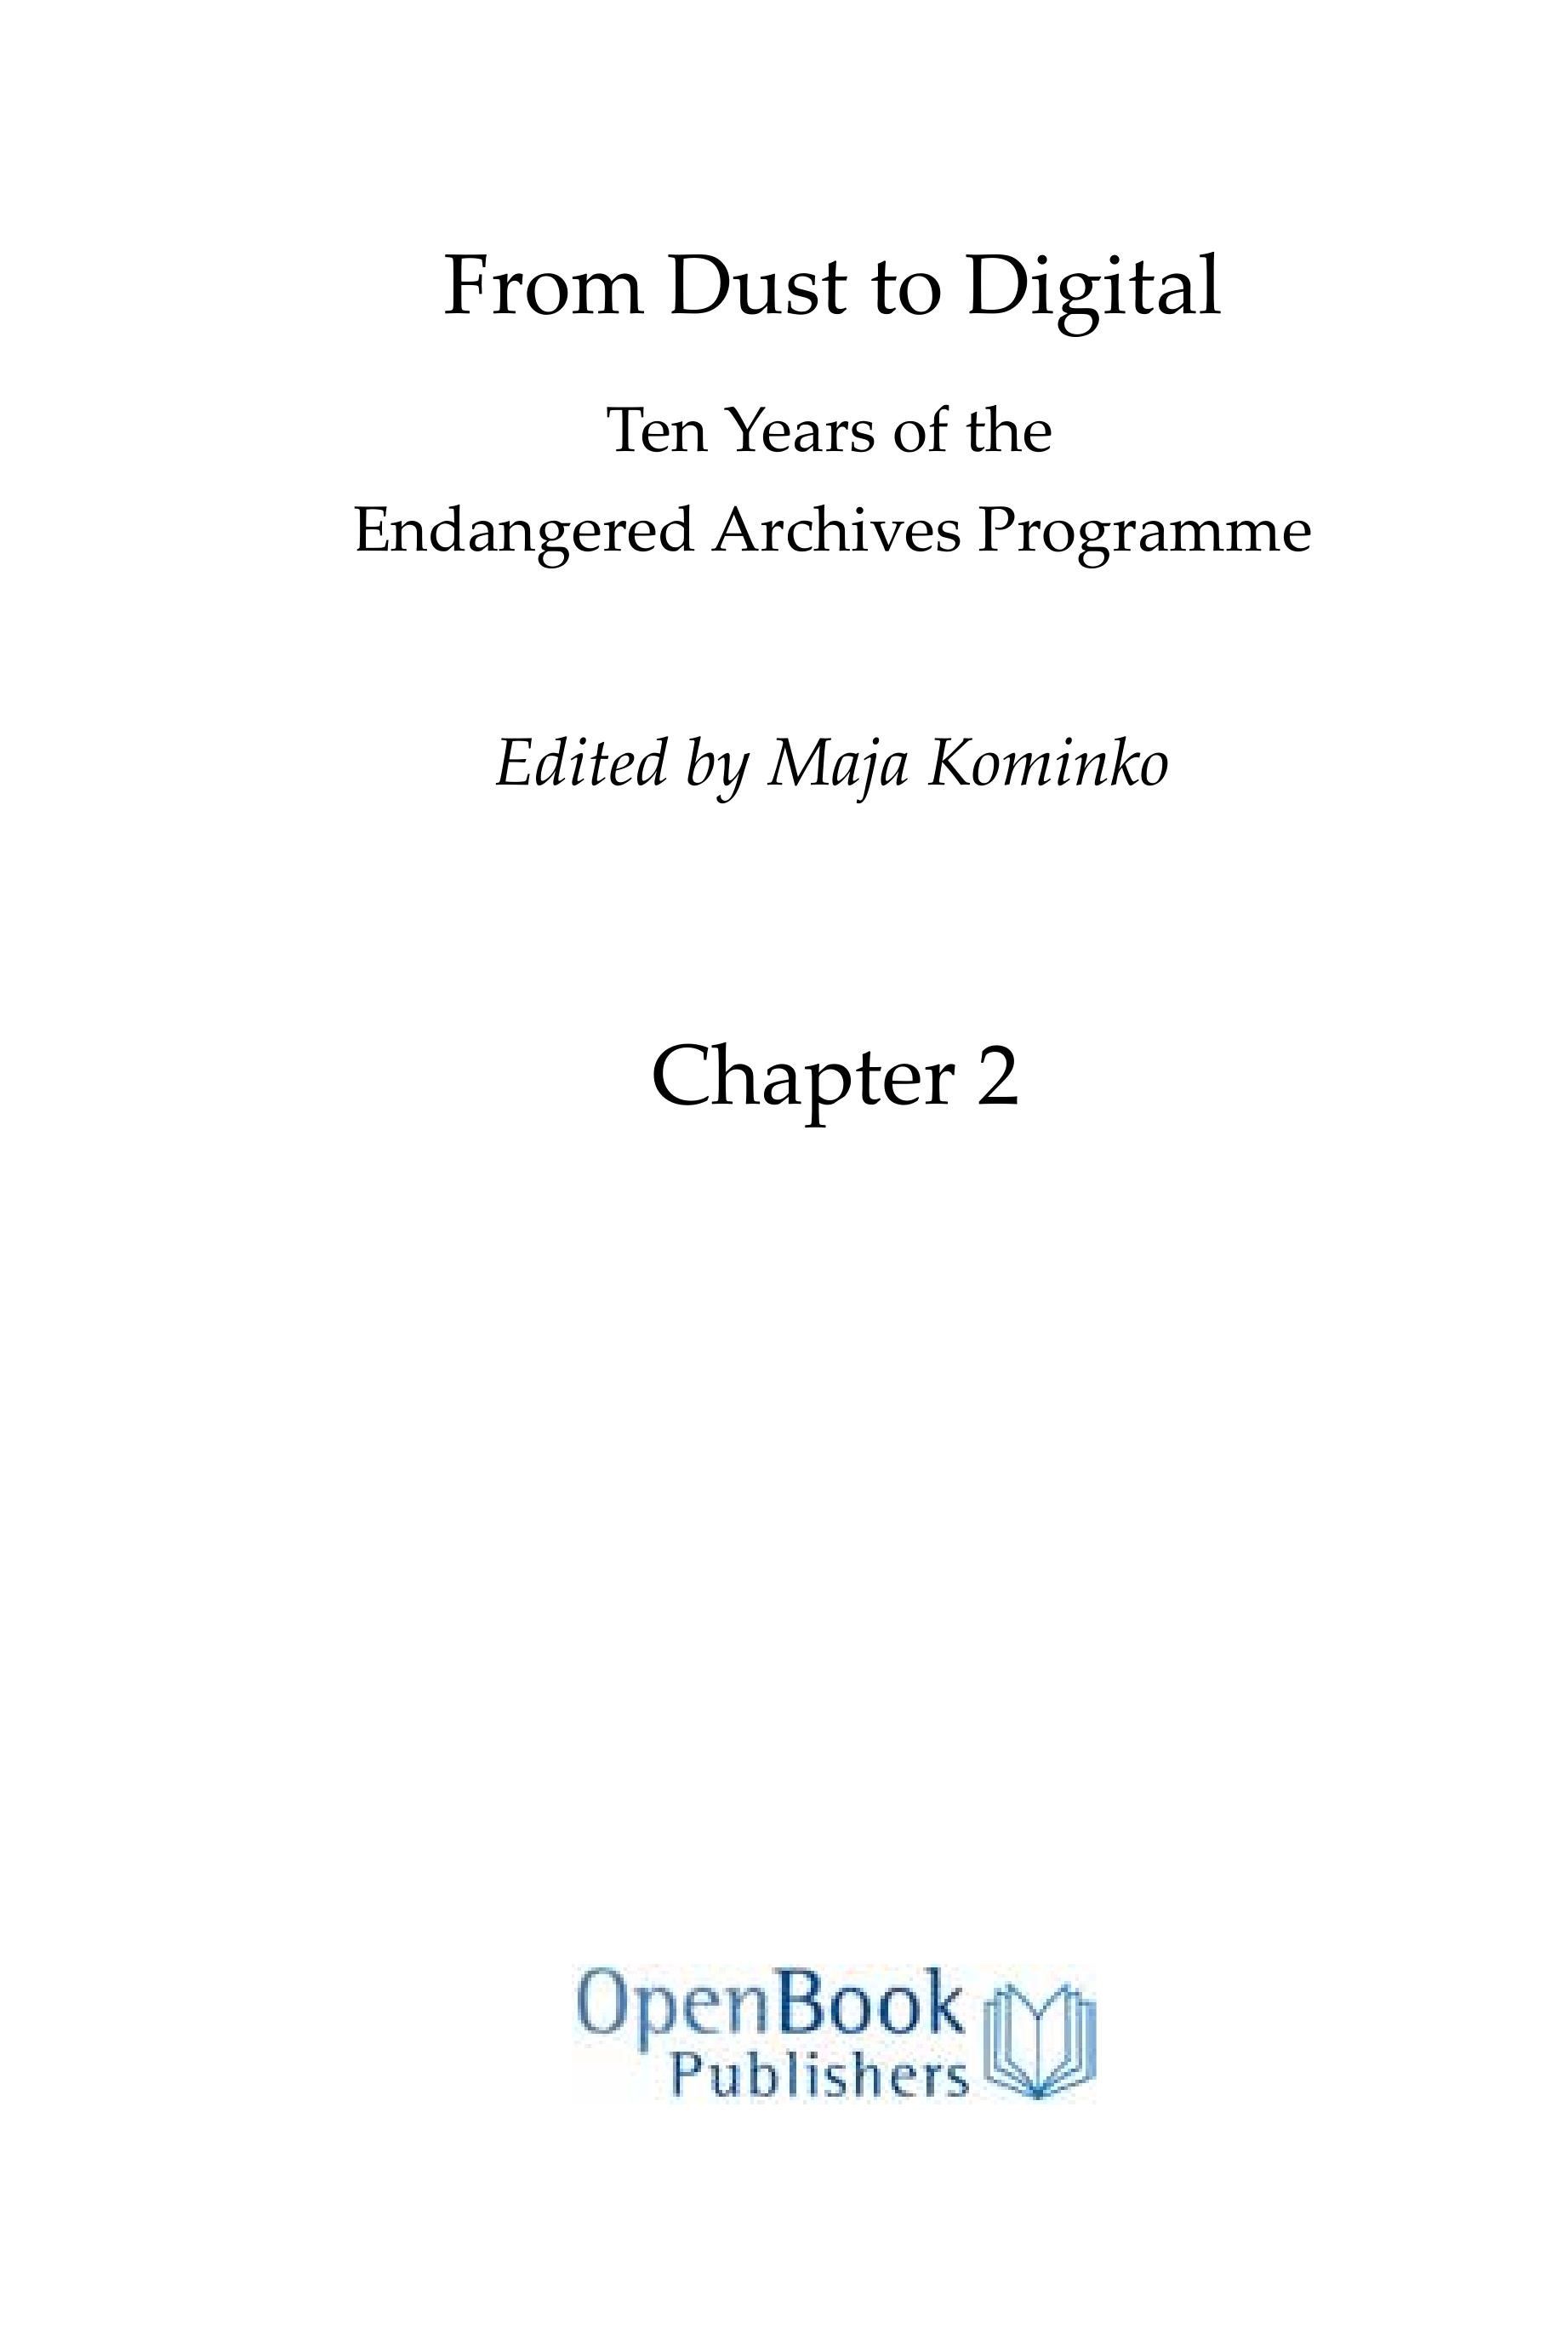 From Dust to Digital
Ten Years of the
Endangered Archives Programme
Edited by Maja Kominko
Chapter 2
OpenBook
Publishers